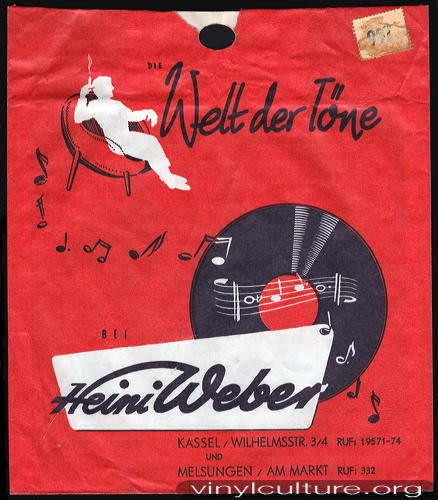 DIE
Welt der Töne
BEI
Heini Weber
KASSEL / WILHELMSSTR. 3/4 RUF: 19571-74
UND
MELSUNGEN / AM MARKT RUF: 332
vinylculture.org